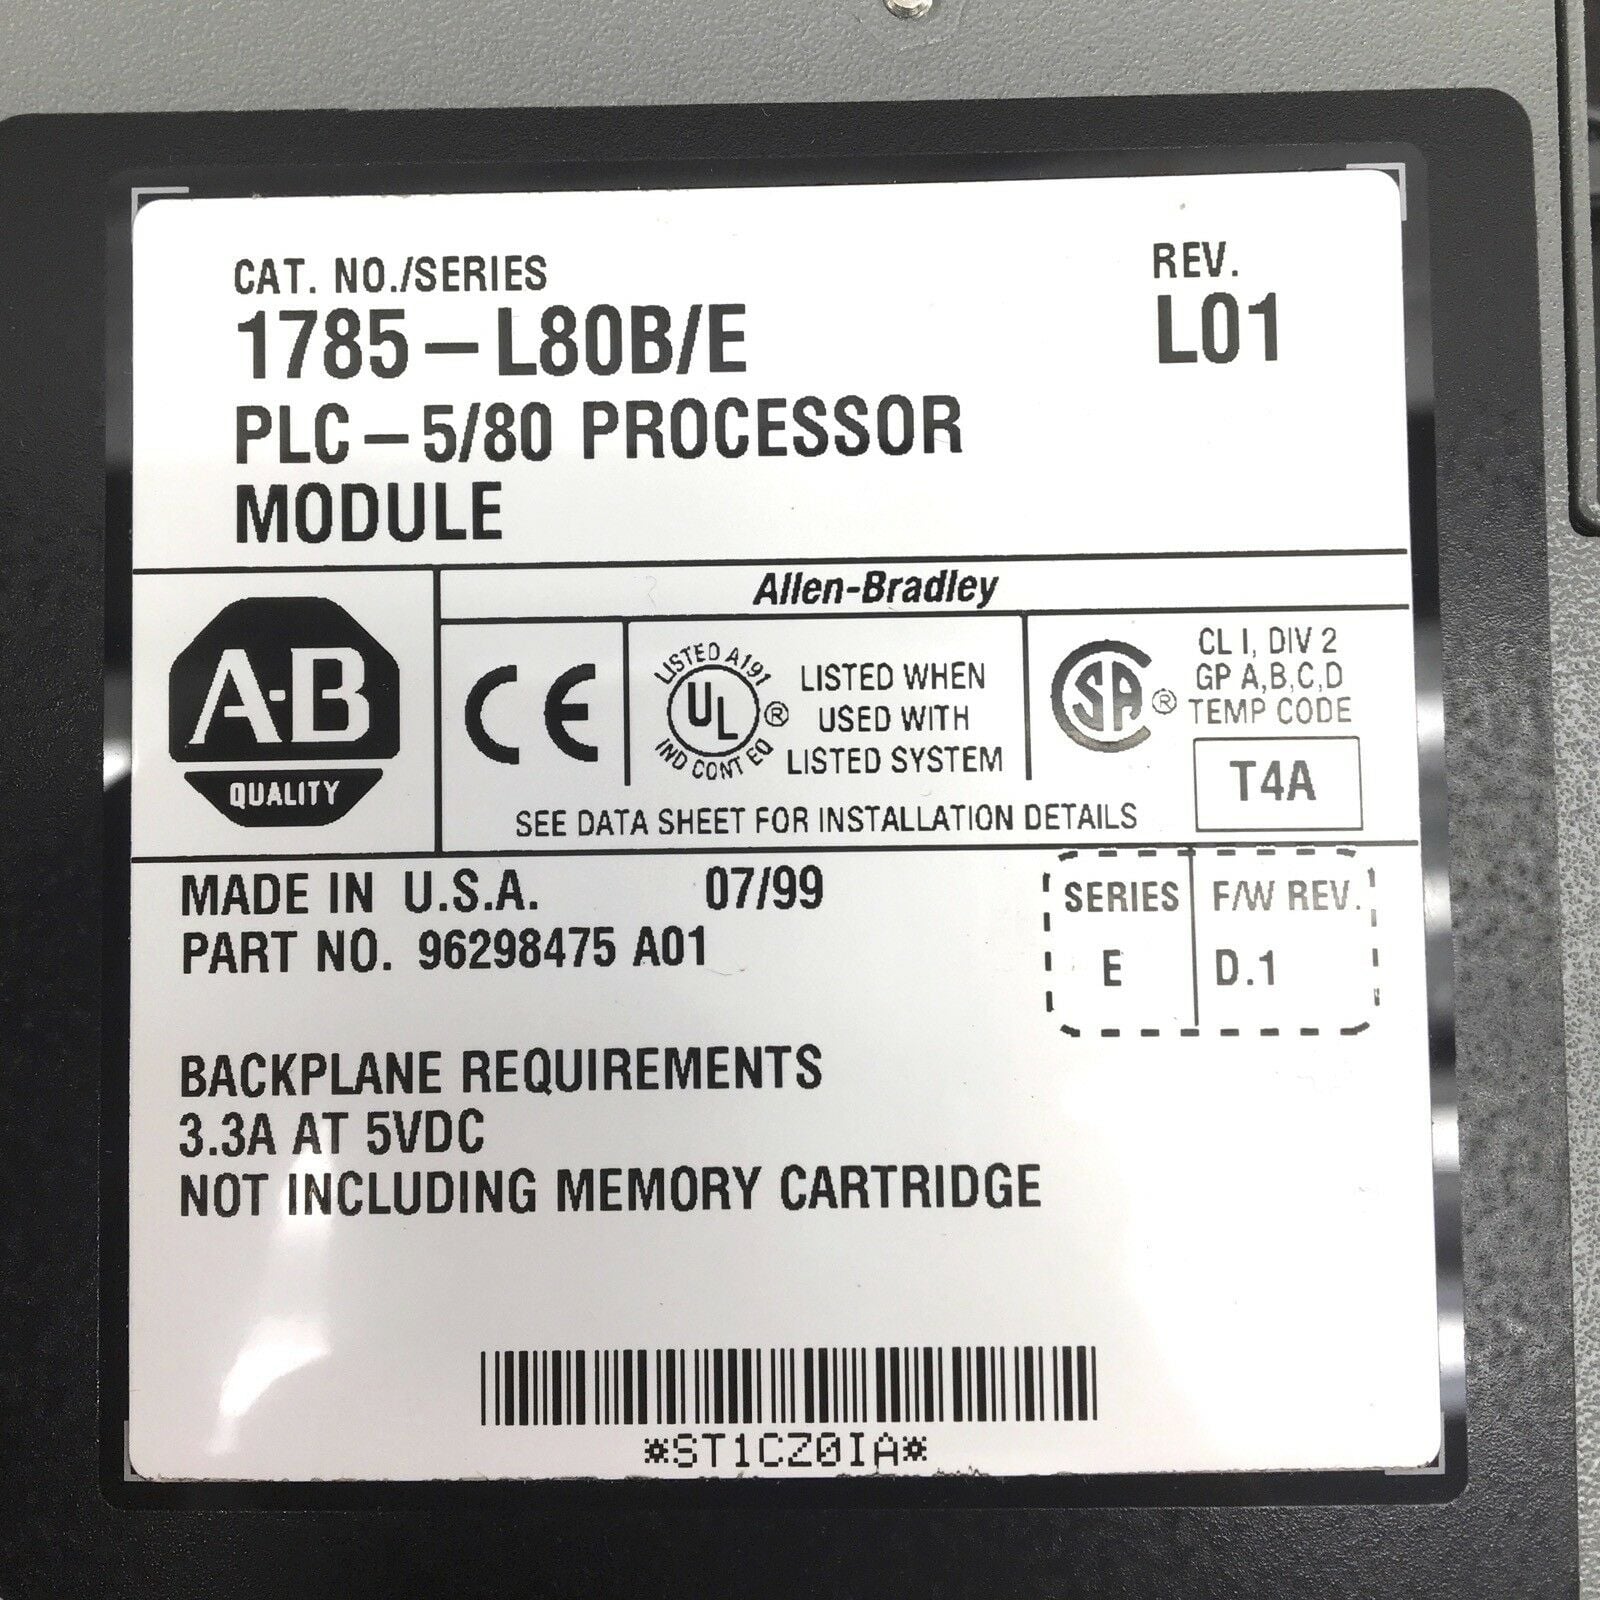 CAT. NO./SERIES
1785-L80B/E
PLC-5/80 PROCESSOR
MODULE
REV.
L01
Allen-Bradley
A-B
QUALITY
CE
LISTED A191
UL ®
IND CONT EQ
LISTED WHEN
USED WITH
LISTED SYSTEM
SA ®
CL I, DIV 2
GP A,B,C,D
TEMP CODE
T4A
SEE DATA SHEET FOR INSTALLATION DETAILS
MADE IN U.S.A. 07/99
PART NO. 96298475 A01
SERIES F/W REV.
E D.1
BACKPLANE REQUIREMENTS
3.3A AT 5VDC
NOT INCLUDING MEMORY CARTRIDGE
*ST1CZ0IA*